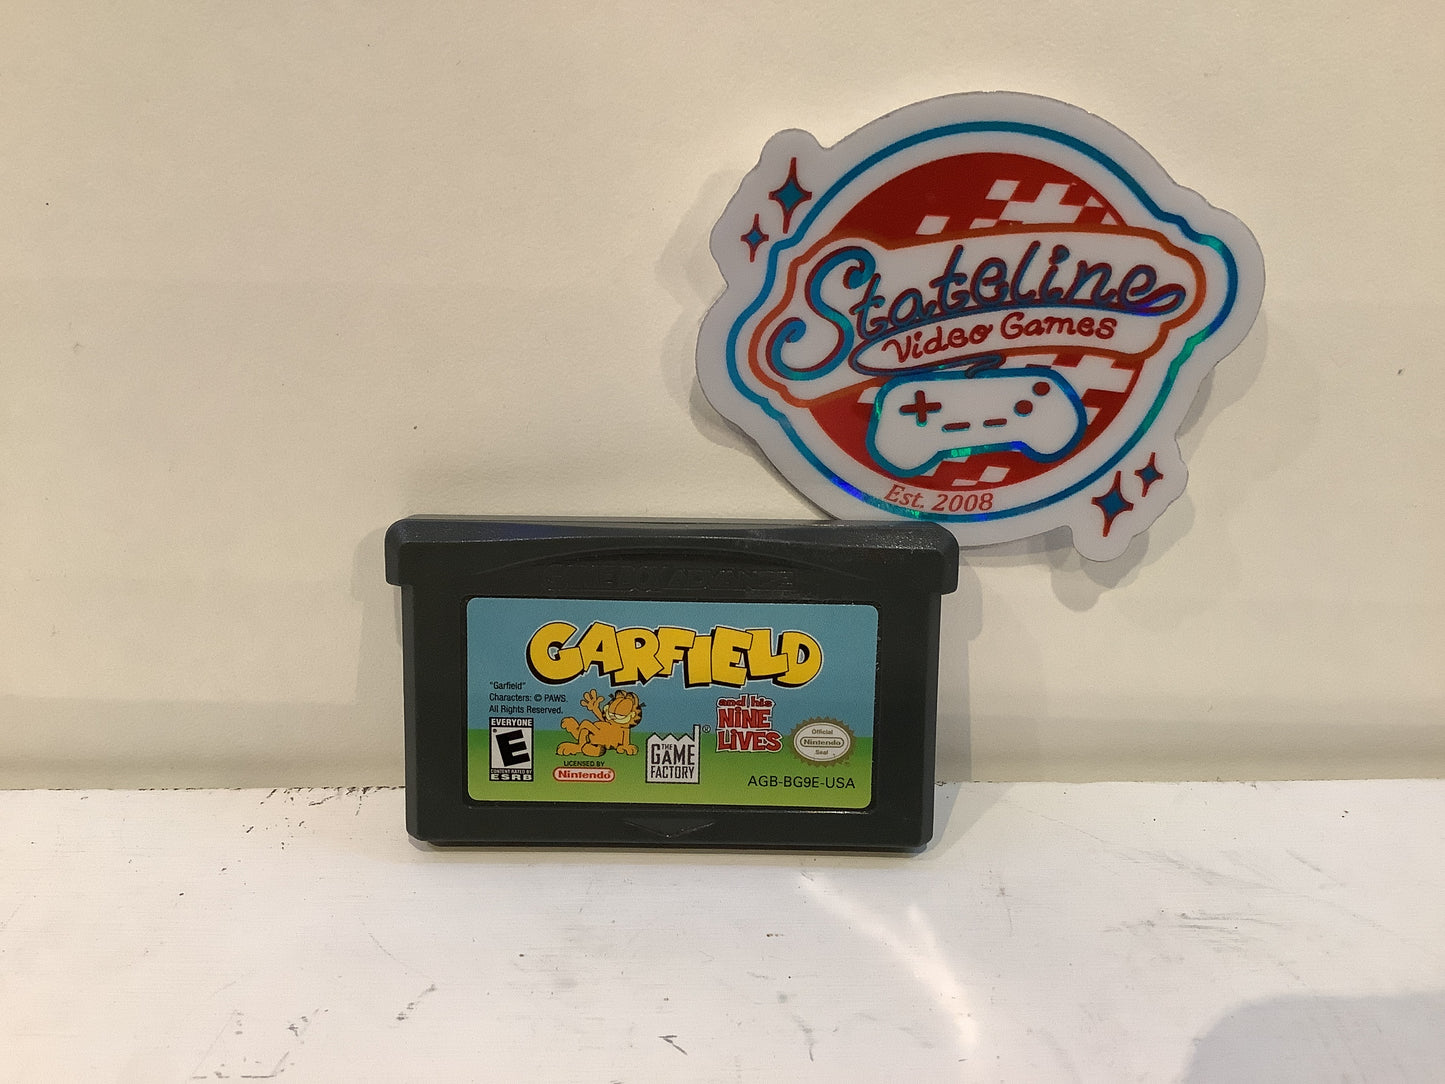 Stateline
Video Games
Est. 2008
GAME BOY ADVANCE
GARFIELD
"Garfield"
Characters: © PAWS.
All Rights Reserved.
and his
NINE
LIVES
EVERYONE
E
CONTENT RATED BY
ESRB
LICENSED BY
Nintendo
THE
GAME
FACTORY
®
Official
Nintendo
Seal
AGB-BG9E-USA